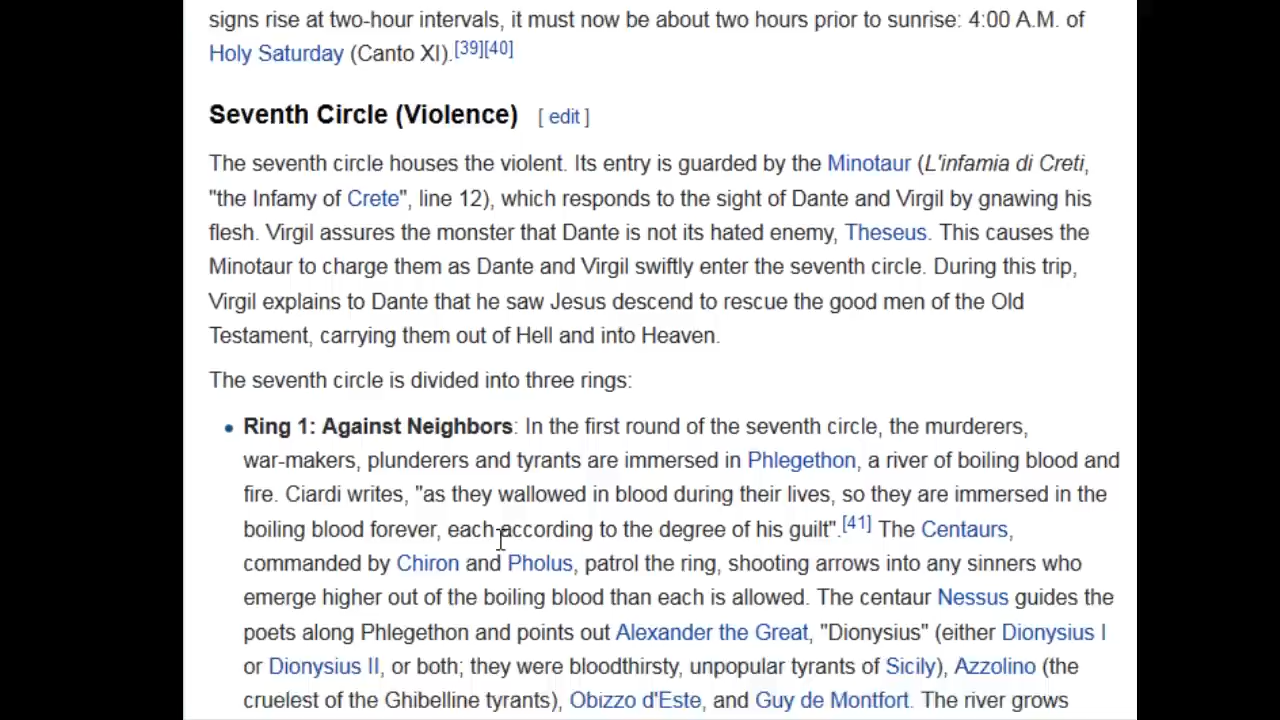 signs rise at two-hour intervals, it must now be about two hours prior to sunrise: 4:00 A.M. of
Holy Saturday (Canto XI).[39][40]
Seventh Circle (Violence) [ edit ]
The seventh circle houses the violent. Its entry is guarded by the Minotaur (L'infamia di Creti,
"the Infamy of Crete", line 12), which responds to the sight of Dante and Virgil by gnawing his
flesh. Virgil assures the monster that Dante is not its hated enemy, Theseus. This causes the
Minotaur to charge them as Dante and Virgil swiftly enter the seventh circle. During this trip,
Virgil explains to Dante that he saw Jesus descend to rescue the good men of the Old
Testament, carrying them out of Hell and into Heaven.
The seventh circle is divided into three rings:
• Ring 1: Against Neighbors: In the first round of the seventh circle, the murderers,
war-makers, plunderers and tyrants are immersed in Phlegethon, a river of boiling blood and
fire. Ciardi writes, "as they wallowed in blood during their lives, so they are immersed in the
boiling blood forever, each according to the degree of his guilt".[41] The Centaurs,
commanded by Chiron and Pholus, patrol the ring, shooting arrows into any sinners who
emerge higher out of the boiling blood than each is allowed. The centaur Nessus guides the
poets along Phlegethon and points out Alexander the Great, "Dionysius" (either Dionysius I
or Dionysius II, or both; they were bloodthirsty, unpopular tyrants of Sicily), Azzolino (the
cruelest of the Ghibelline tyrants), Obizzo d'Este, and Guy de Montfort. The river grows